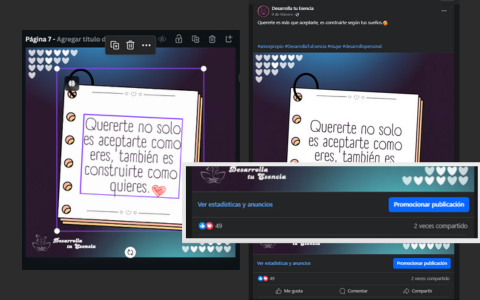 Página 7 - Agregar título d
Quererte no solo
es aceptarte como
eres, también es
construirte como
quieres.
Desarrolla
tu Esencia
Desarrolla tu Esencia
9 de febrero
Quererte es más que aceptarte, es construirte según tus sueños.
#amorpropio #DesarrollaTuEsencia #mujer #desarrollopersonal
Quererte no solo
es aceptarte como
eres, también es
Desarrolla
tu Esencia
Ver estadísticas y anuncios
Promocionar publicación
49
2 veces compartido
Ver estadísticas y anuncios
Promocionar publicación
49
2 veces compartido
Me gusta
Comentar
Compartir